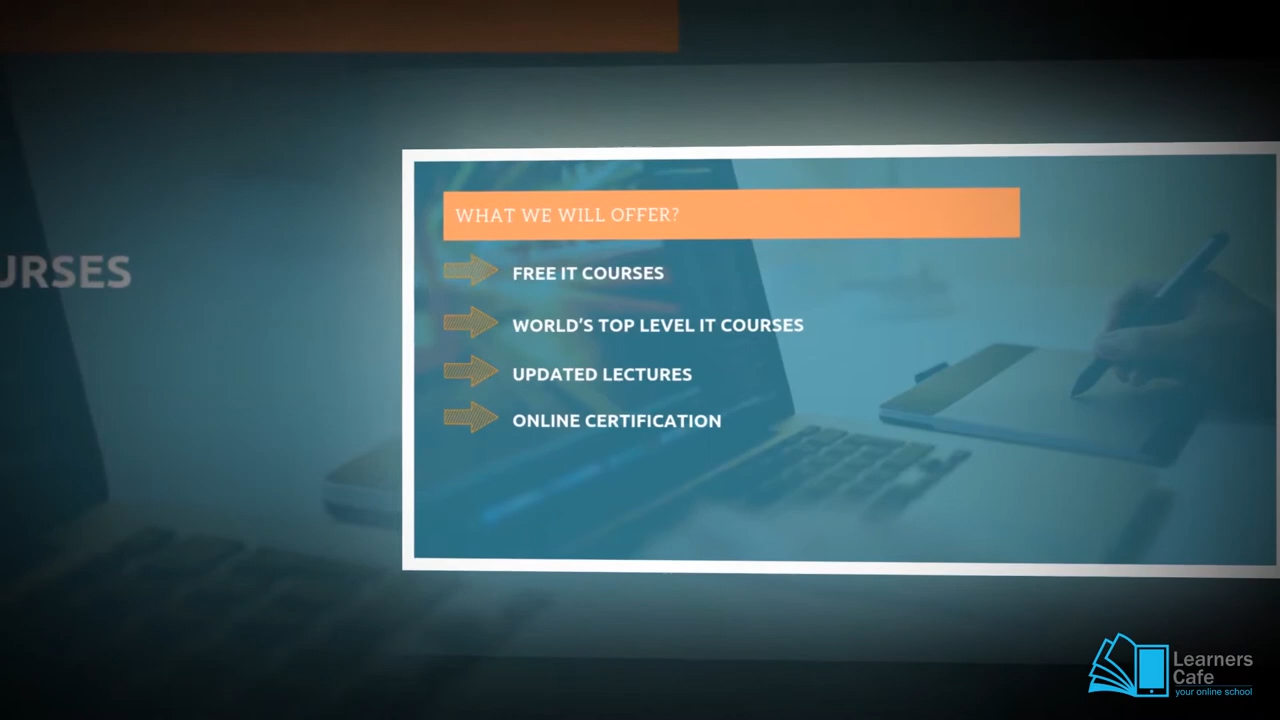 WHAT WE WILL OFFER?
URSES
FREE IT COURSES
WORLD'S TOP LEVEL IT COURSES
UPDATED LECTURES
ONLINE CERTIFICATION
Learners
Cafe
your online school